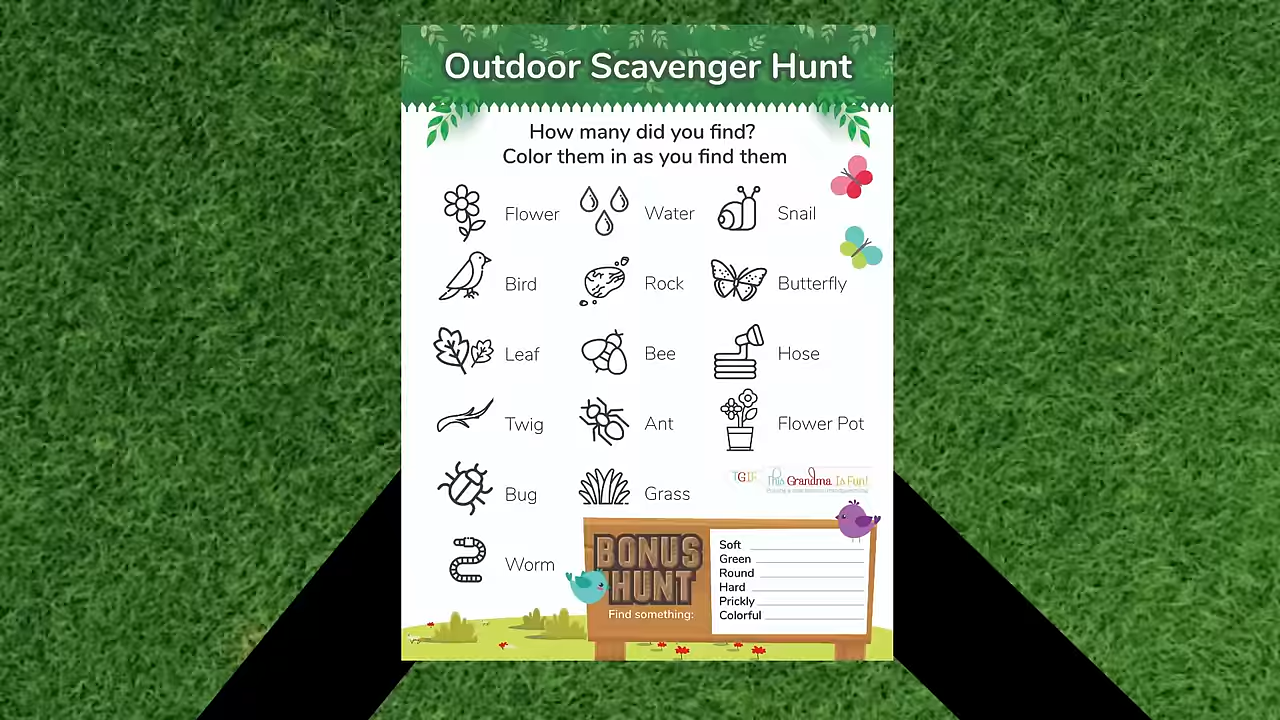 Outdoor Scavenger Hunt
How many did you find?
Color them in as you find them
Flower
Water
Snail
Bird
Rock
Butterfly
Leaf
Bee
Hose
Twig
Ant
Flower Pot
Bug
Grass
TGIF This Grandma Is Fun!
Worm
BONUS
HUNT
Find something:
Soft
Green
Round
Hard
Prickly
Colorful